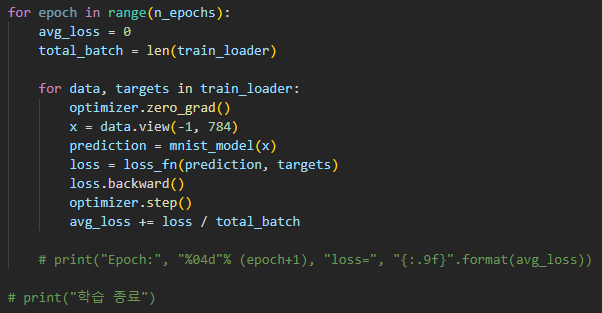 for epoch in range(n_epochs):
    avg_loss = 0
    total_batch = len(train_loader)

    for data, targets in train_loader:
        optimizer.zero_grad()
        x = data.view(-1, 784)
        prediction = mnist_model(x)
        loss = loss_fn(prediction, targets)
        loss.backward()
        optimizer.step()
        avg_loss += loss / total_batch

    # print("Epoch:", "%04d"% (epoch+1), "loss=", "{:.9f}".format(avg_loss))

# print("학습 종료")